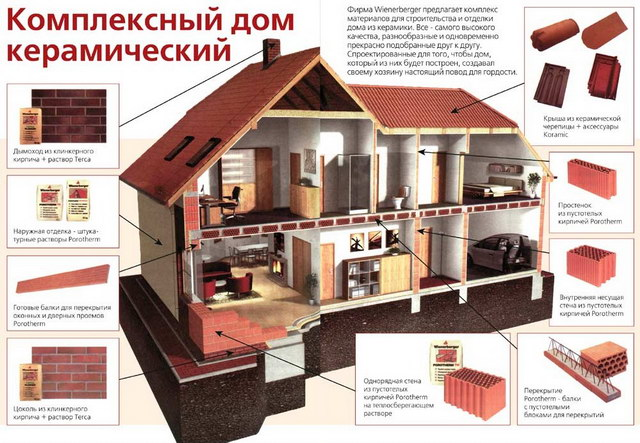 Комплексный дом
керамический
Фирма Wienerberger предлагает комплекс
материалов для строительства и отделки
дома из керамики. Все - самого высокого
качества, разнообразные и одновременно
прекрасно подобранные друг к другу.
Спроектированные для того, чтобы дом,
который из них будет построен, создавал
своему хозяину настоящий повод для гордости.
Дымоход из клинкерного
кирпича + раствор Terca
Wienerberger
Наружная отделка - штука-
турные растворы Porotherm
Готовые балки для перекрытия
оконных и дверных проемов
Porotherm
Цоколь из клинкерного
кирпича + раствор Terca
Крыша из керамической
черепицы + аксессуары
Koramic
Простенок
из пустотелых
кирпичей Porotherm
Внутренняя несущая
стена из пустотелых
кирпичей Porotherm
Wienerberger
POROTHERM
Однорядная стена
из пустотелых
кирпичей Porotherm
на теплосберегающем
растворе
Перекрытие
Porotherm - балки
с пустотелыми
блоками для перекрытий